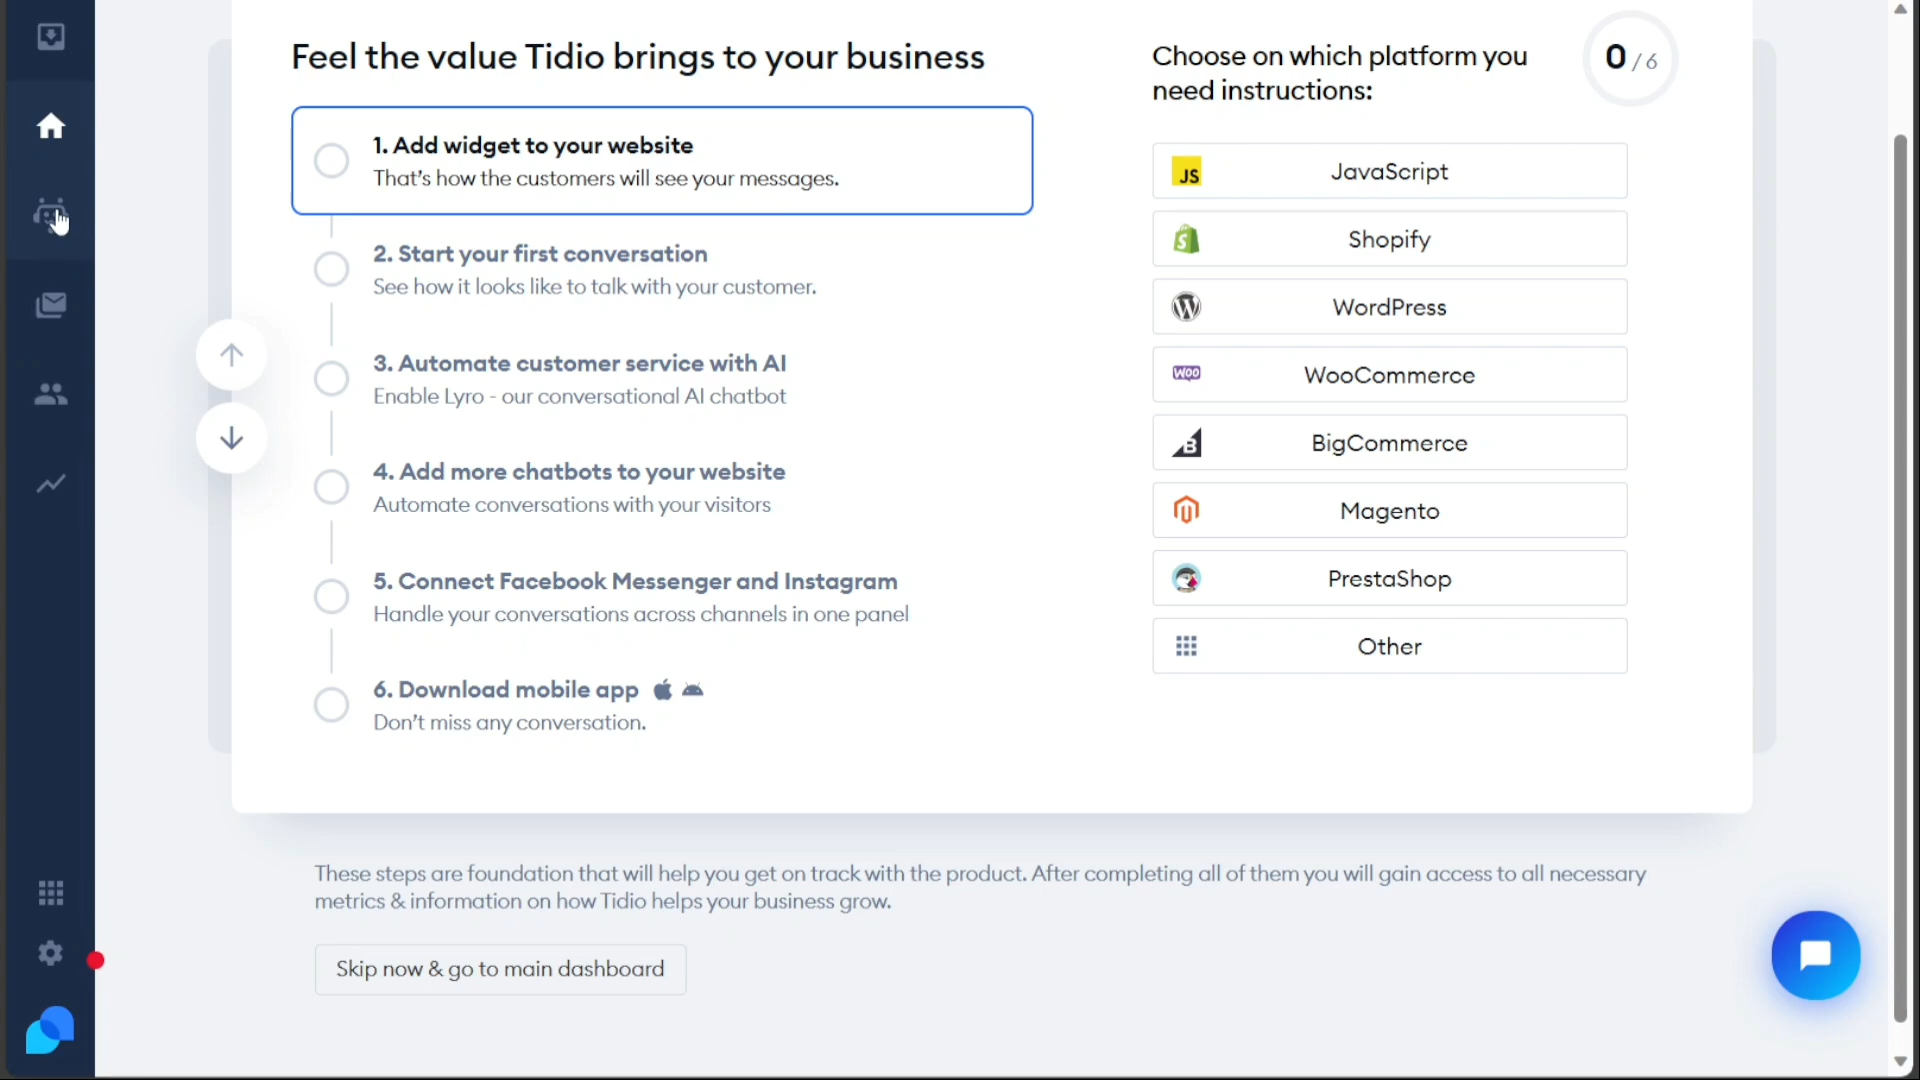 Feel the value Tidio brings to your business
1. Add widget to your website
That's how the customers will see your messages.
2. Start your first conversation
See how it looks like to talk with your customer.
3. Automate customer service with AI
Enable Lyro - our conversational AI chatbot
4. Add more chatbots to your website
Automate conversations with your visitors
5. Connect Facebook Messenger and Instagram
Handle your conversations across channels in one panel
6. Download mobile app
Don't miss any conversation.
Choose on which platform you
need instructions:
0 / 6
JS JavaScript
Shopify
WordPress
WOO WooCommerce
B BigCommerce
Magento
PrestaShop
Other
These steps are foundation that will help you get on track with the product. After completing all of them you will gain access to all necessary
metrics & information on how Tidio helps your business grow.
Skip now & go to main dashboard